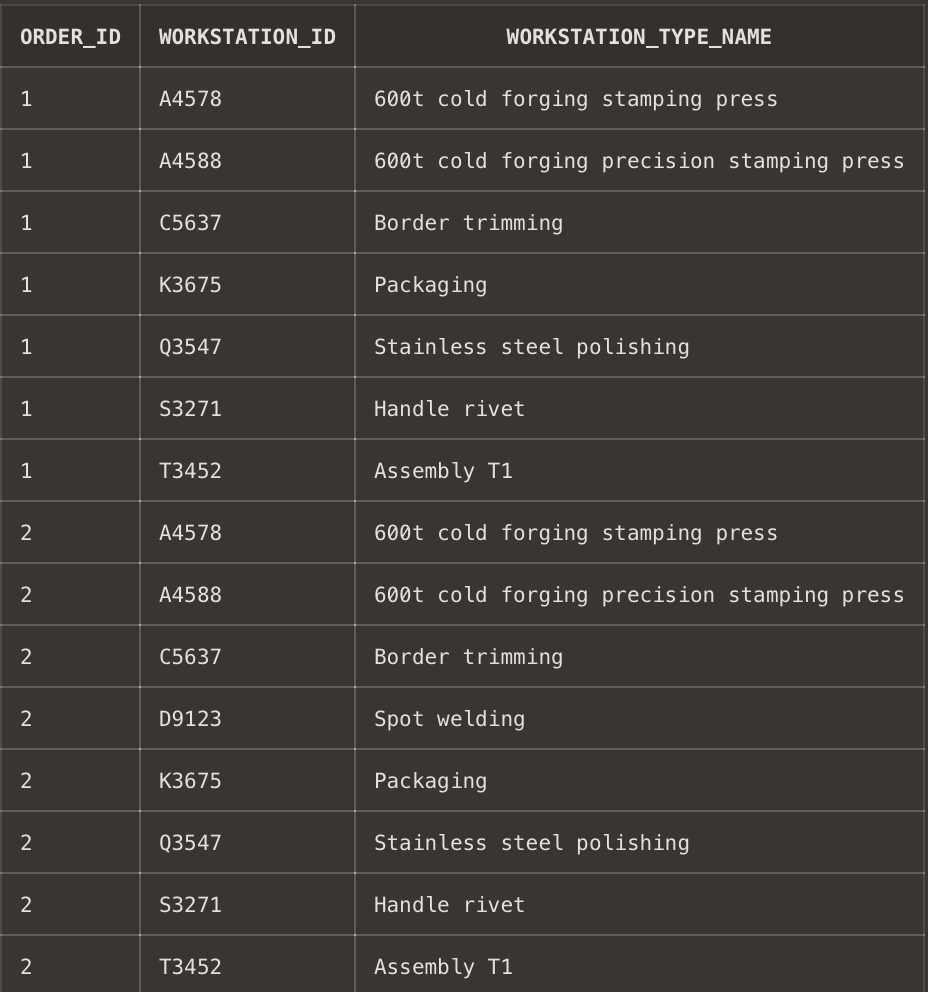 ORDER_ID WORKSTATION_ID WORKSTATION_TYPE_NAME
1 A4578 600t cold forging stamping press
1 A4588 600t cold forging precision stamping press
1 C5637 Border trimming
1 K3675 Packaging
1 Q3547 Stainless steel polishing
1 S3271 Handle rivet
1 T3452 Assembly T1
2 A4578 600t cold forging stamping press
2 A4588 600t cold forging precision stamping press
2 C5637 Border trimming
2 D9123 Spot welding
2 K3675 Packaging
2 Q3547 Stainless steel polishing
2 S3271 Handle rivet
2 T3452 Assembly T1